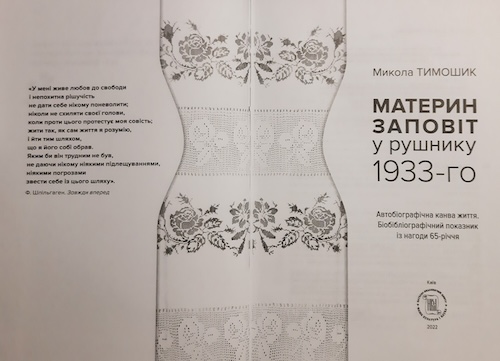 «У мені живе любов до свободи
і непохитна рішучість
не дати себе нікому поневолити;
ніколи не схиляти своєї голови,
коли проти цього протестує моя совість;
жити так, як сам життя я розумію,
і йти тим шляхом,
що я його собі обрав.
Яким би він трудним не був,
не даючи нікому ніякими підлещуваннями,
ніякими погрозами
звести себе із цього шляху».
Ф. Шпільгаґен. Завжди вперед
Микола ТИМОШИК
МАТЕРИН
ЗАПОВІТ
у рушнику
1933-го
Автобіографічна канва життя.
Біобібліографічний показник
із нагоди 65-річчя
Київ
2022